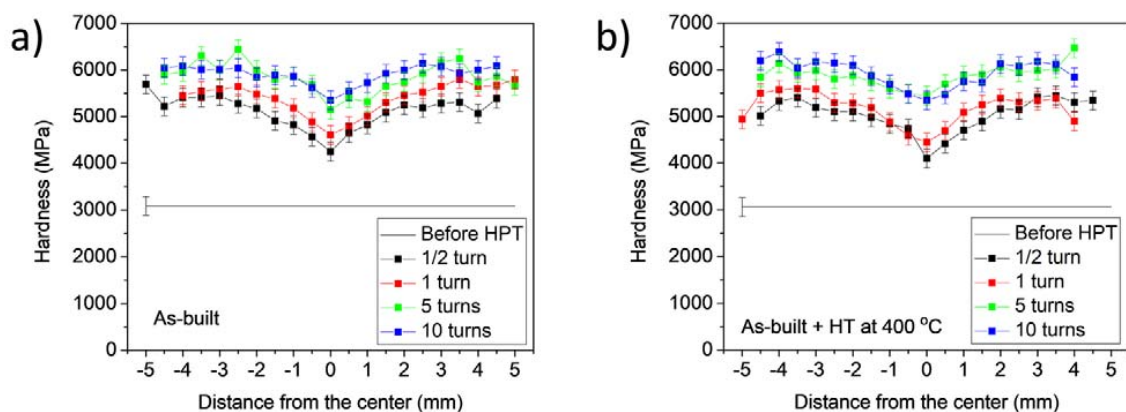 a)
7000
6000
5000
4000
3000
2000
1000
0
Hardness (MPa)
Before HPT
1/2 turn
1 turn
5 turns
10 turns
As-built
-5 -4 -3 -2 -1 0 1 2 3 4 5
Distance from the center (mm)
b)
7000
6000
5000
4000
3000
2000
1000
0
Hardness (MPa)
Before HPT
1/2 turn
1 turn
5 turns
10 turns
As-built + HT at 400 °C
-5 -4 -3 -2 -1 0 1 2 3 4 5
Distance from the center (mm)